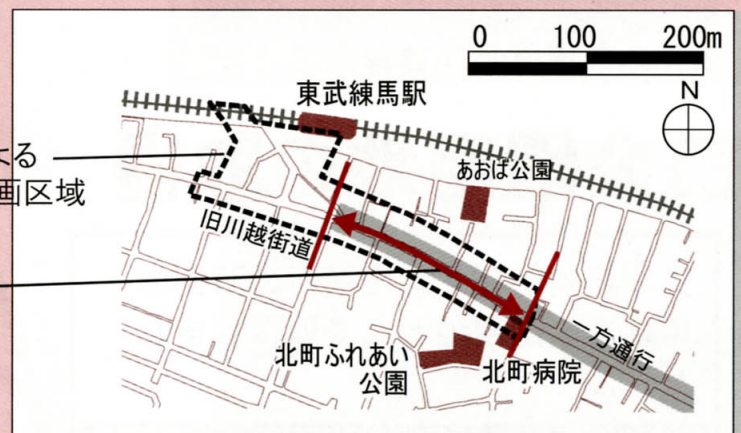 0 100 200m
N
東武練馬駅
る
画区域
あおば公園
旧川越街道
一方通行
北町ふれあい
公園
北町病院